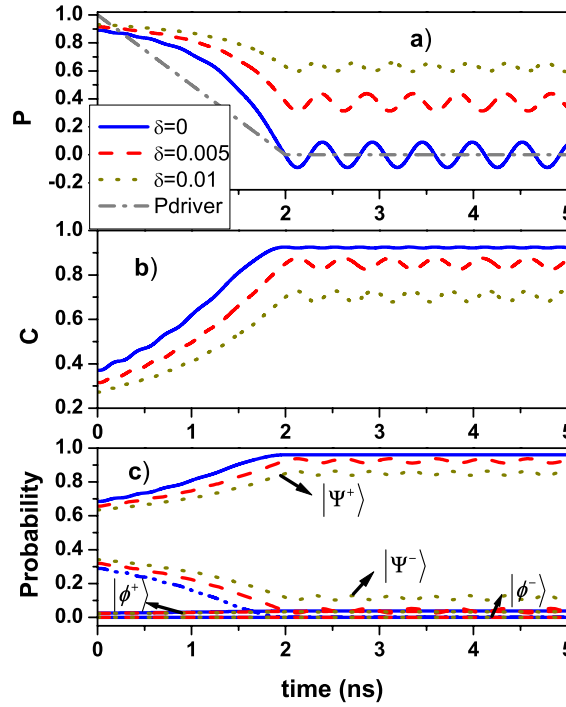 1.0
0.8
0.6
0.4
0.2
0.0
-0.2
P
a)
δ=0
δ=0.005
δ=0.01
Pdriver
2 3 4 5
0.8
0.6
0.4
0.2
C
b)
0 1 2 3 4 5
1.0
0.8
0.6
0.4
0.2
0.0
Probability
c)
|Ψ⁺⟩
|Ψ⁻⟩
|ϕ⁺⟩
|ϕ⁻⟩
0 1 2 3 4 5
time (ns)